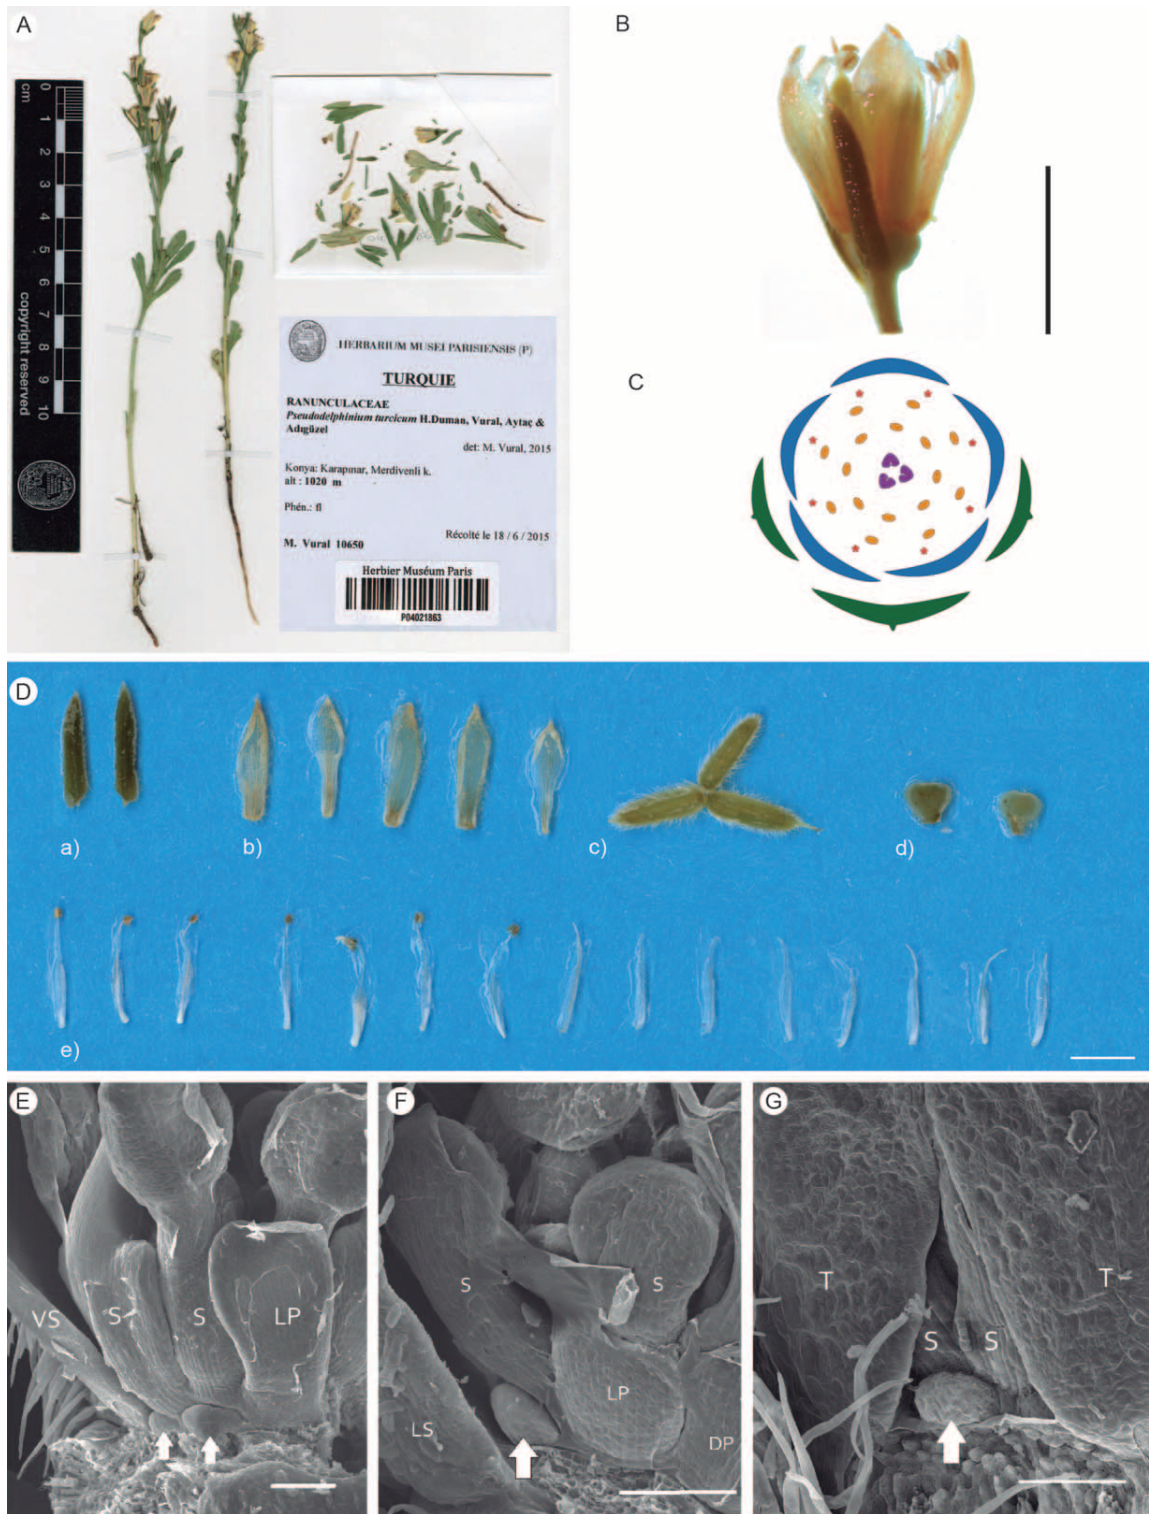 A
B
0
cm
1
2
3
4
5
6
7
8
9
10
copyright reserved
HERBARIUM MUSEI PARISIENSIS (P)
TURQUIE
RANUNCULACEAE
Pseudodelphinium turcicum H.Duman, Vural, Aytaç &
Adıgüzel
det: M. Vural, 2015
Konya: Karapınar, Merdivenli k.
alt : 1020 m
Phén.: fl
Récolté le 18 / 6 / 2015
M. Vural 10650
Herbier Muséum Paris
P04021863
C
D
a)
b)
c)
d)
e)
E
VS
S
S
LP
F
S
S
LS
LP
DP
G
T
T
S
S